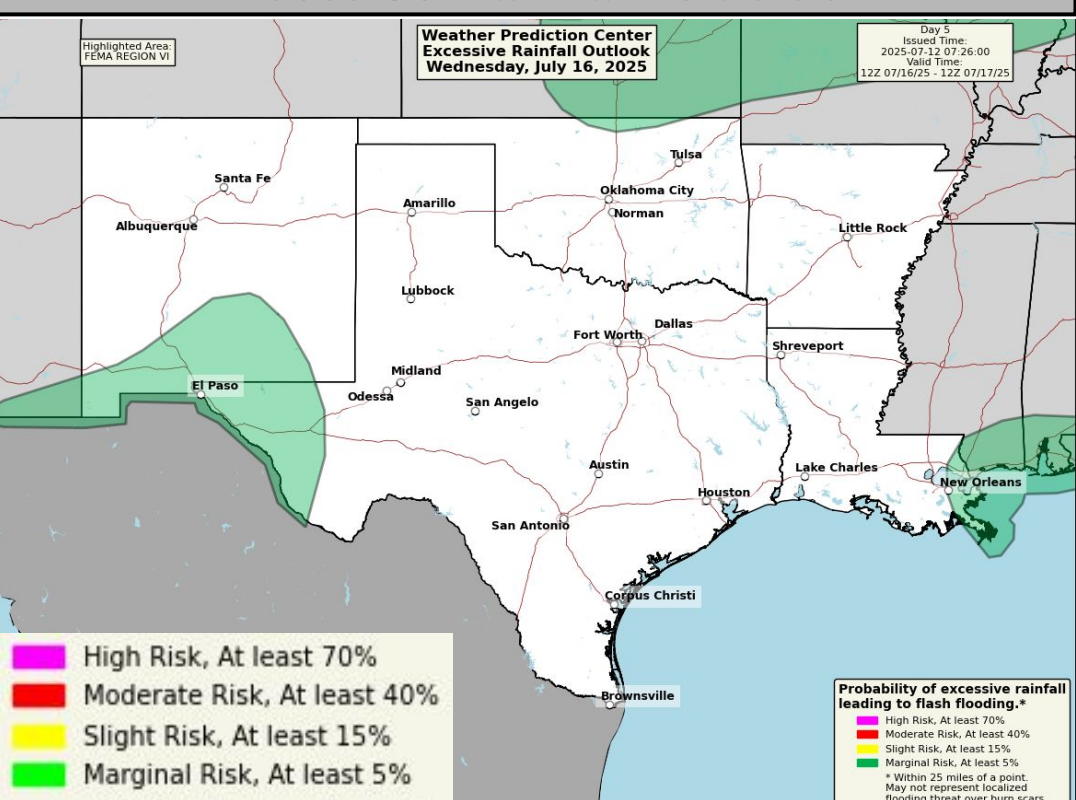 Weather Prediction Center
Excessive Rainfall Outlook
Wednesday, July 16, 2025
Highlighted Area:
FEMA REGION VI
Day 5
Issued Time:
2025-07-12 07:26:00
Valid Time:
12Z 07/16/25 - 12Z 07/17/25
Tulsa
Santa Fe
Oklahoma City
Amarillo
Norman
Albuquerque
Little Rock
Lubbock
Dallas
Fort Worth
Shreveport
Midland
El Paso
Odessa
San Angelo
Austin
Lake Charles
New Orleans
Houston
San Antonio
Corpus Christi
Brownsville
High Risk, At least 70%
Moderate Risk, At least 40%
Slight Risk, At least 15%
Marginal Risk, At least 5%
Probability of excessive rainfall
leading to flash flooding.*
High Risk, At least 70%
Moderate Risk, At least 40%
Slight Risk, At least 15%
Marginal Risk, At least 5%
* Within 25 miles of a point.
May not represent localized
flooding threat over burn scars